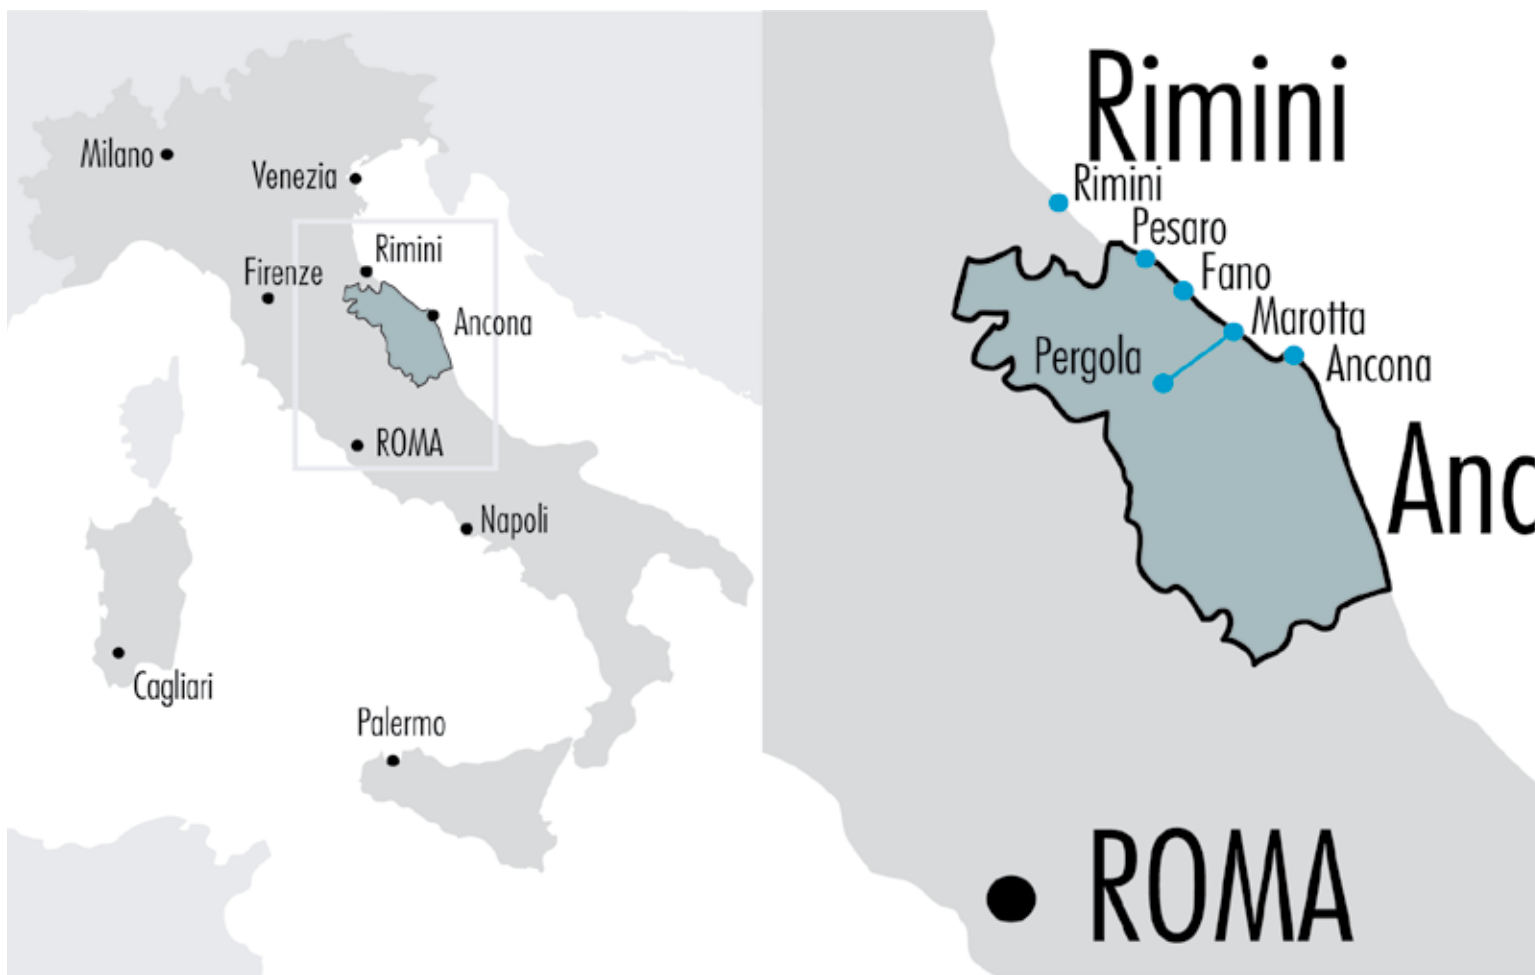 Milano
Venezia
Rimini
Firenze
Ancona
ROMA
Napoli
Cagliari
Palermo
Rimini
Rimini
Pesaro
Fano
Marotta
Pergola
Ancona
Anc
ROMA